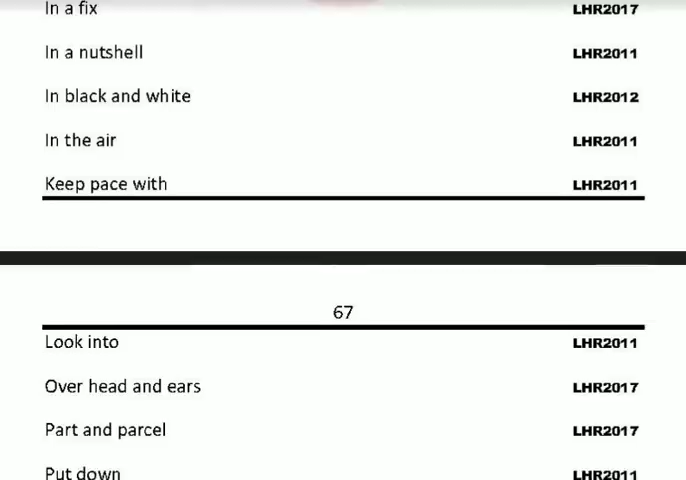 In a fix LHR2017
In a nutshell LHR2011
In black and white LHR2012
In the air LHR2011
Keep pace with LHR2011
67
Look into LHR2011
Over head and ears LHR2017
Part and parcel LHR2017
Put down LHR2011